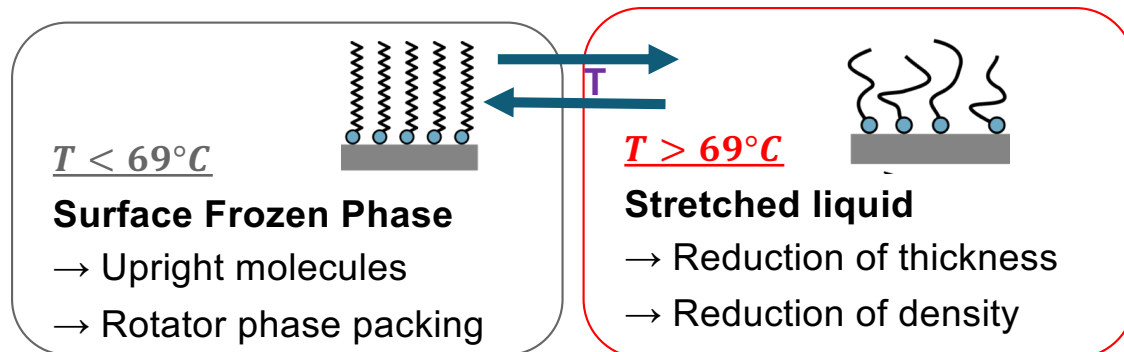 T
T < 69°C
Surface Frozen Phase
→ Upright molecules
→ Rotator phase packing
T > 69°C
Stretched liquid
→ Reduction of thickness
→ Reduction of density